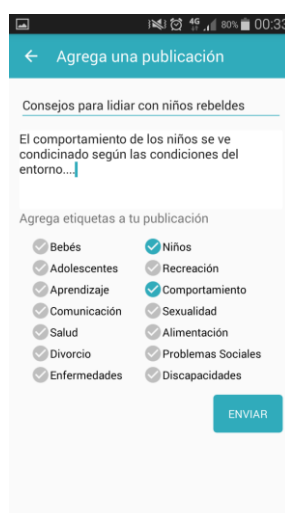 4G 80% 00:33
Agrega una publicación
Consejos para lidiar con niños rebeldes
El comportamiento de los niños se ve
condicinado según las condiciones del
entorno....
Agrega etiquetas a tu publicación
Bebés Niños
Adolescentes Recreación
Aprendizaje Comportamiento
Comunicación Sexualidad
Salud Alimentación
Divorcio Problemas Sociales
Enfermedades Discapacidades
ENVIAR